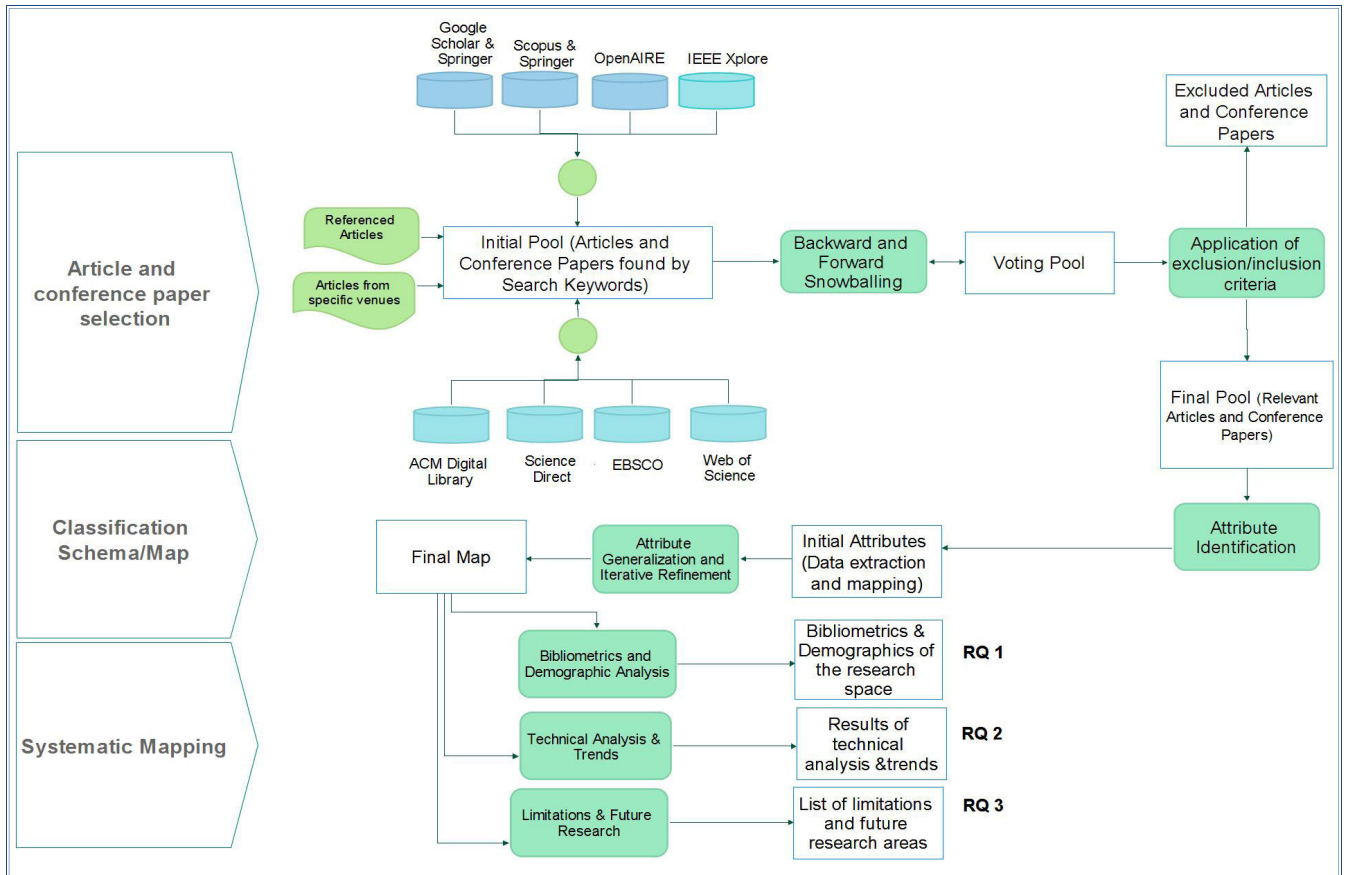 Google
Scholar &
Springer
Scopus &
Springer
OpenAIRE
IEEE Xplore
Excluded Articles
and Conference
Papers
Article and
conference paper
selection
Referenced
Articles
Articles from
specific venues
Initial Pool (Articles and
Conference Papers found by
Search Keywords)
Backward and
Forward
Snowballing
Voting Pool
Application of
exclusion/inclusion
criteria
ACM Digital
Library
Science
Direct
EBSCO
Web of
Science
Final Pool (Relevant
Articles and Conference
Papers)
Classification
Schema/Map
Final Map
Attribute
Generalization and
Iterative Refinement
Initial Attributes
(Data extraction
and mapping)
Attribute
Identification
Systematic Mapping
Bibliometrics and
Demographic Analysis
Bibliometrics &
Demographics of
the research
space
RQ 1
Technical Analysis &
Trends
Results of
technical
analysis &trends
RQ 2
Limitations & Future
Research
List of limitations
and future
research areas
RQ 3